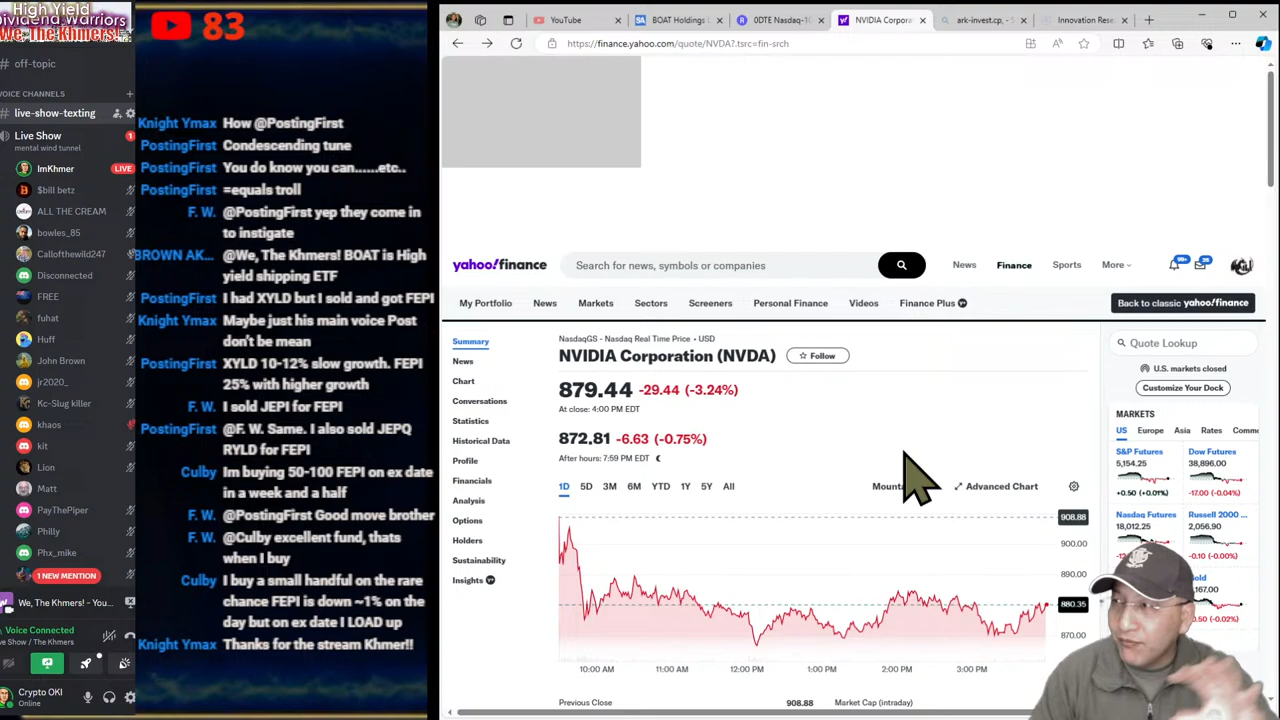 High Yield
Dividend Warriors
We, The Khmers!
# off-topic
VOICE CHANNELS
# live-show-texting
Live Show
1
mental wind tunnel
ImKhmer
LIVE
$bill betz
ALL THE CREAM
bowles_85
Callofthewild247
Disconnected
FREE
fuhat
Huff
John Brown
jr2020_
Kc-Slug killer
khaos
kit
Lion
Matt
PayThePiper
Philly
Phx_mike
1 NEW MENTION
We, The Khmers! - You...
Voice Connected
Live Show / The Khmers
Crypto OKI
Online
83
Knight Ymax How @PostingFirst
PostingFirst Condescending tune
PostingFirst You do know you can......etc..
PostingFirst =equals troll
F. W. @PostingFirst yep they come in
to instigate
BROWN AK... @We, The Khmers! BOAT is High
yield shipping ETF
PostingFirst I had XYLD but I sold and got FEPI
Knight Ymax Maybe just his main voice Post
don't be mean
PostingFirst XYLD 10-12% slow growth. FEPI
25% with higher growth
F. W. I sold JEPI for FEPI
PostingFirst @F. W. Same. I also sold JEPQ
RYLD for FEPI
Culby Im buying 50-100 FEPI on ex date
in a week and a half
F. W. @PostingFirst Good move brother
F. W. @Culby excellent fund, thats
when I buy
Culby I buy a small handful on the rare
chance FEPI is down ~1% on the
day but on ex date I LOAD up
Knight Ymax Thanks for the stream Khmer!!
YouTube
BOAT Holdings L
0DTE Nasdaq-10
NVIDIA Corpora
ark-invest.cp, - S
Innovation Rese
https://finance.yahoo.com/quote/NVDA?.tsrc=fin-srch
yahoo!finance
Search for news, symbols or companies
News Finance Sports More
99+
My Portfolio News Markets Sectors Screeners Personal Finance Videos Finance Plus
Back to classic yahoo!finance
Summary
News
Chart
Conversations
Statistics
Historical Data
Profile
Financials
Analysis
Options
Holders
Sustainability
Insights
NasdaqGS - Nasdaq Real Time Price • USD
NVIDIA Corporation (NVDA)
Follow
879.44 -29.44 (-3.24%)
At close: 4:00 PM EDT
872.81 -6.63 (-0.75%)
After hours: 7:59 PM EDT
1D 5D 3M 6M YTD 1Y 5Y All
Advanced Chart
908.88
900.00
890.00
880.35
870.00
10:00 AM 11:00 AM 12:00 PM 1:00 PM 2:00 PM 3:00 PM
Previous Close 908.88 Market Cap (intraday)
Quote Lookup
U.S. markets closed
Customize Your Dock
MARKETS
US Europe Asia Rates
S&P Futures
5,154.25
+0.50 (+0.01%)
Dow Futures
38,896.00
-17.00 (-0.04%)
Nasdaq Futures
18,012.25
Russell 2000 ...
2,056.90
-0.10 (-0.00%)